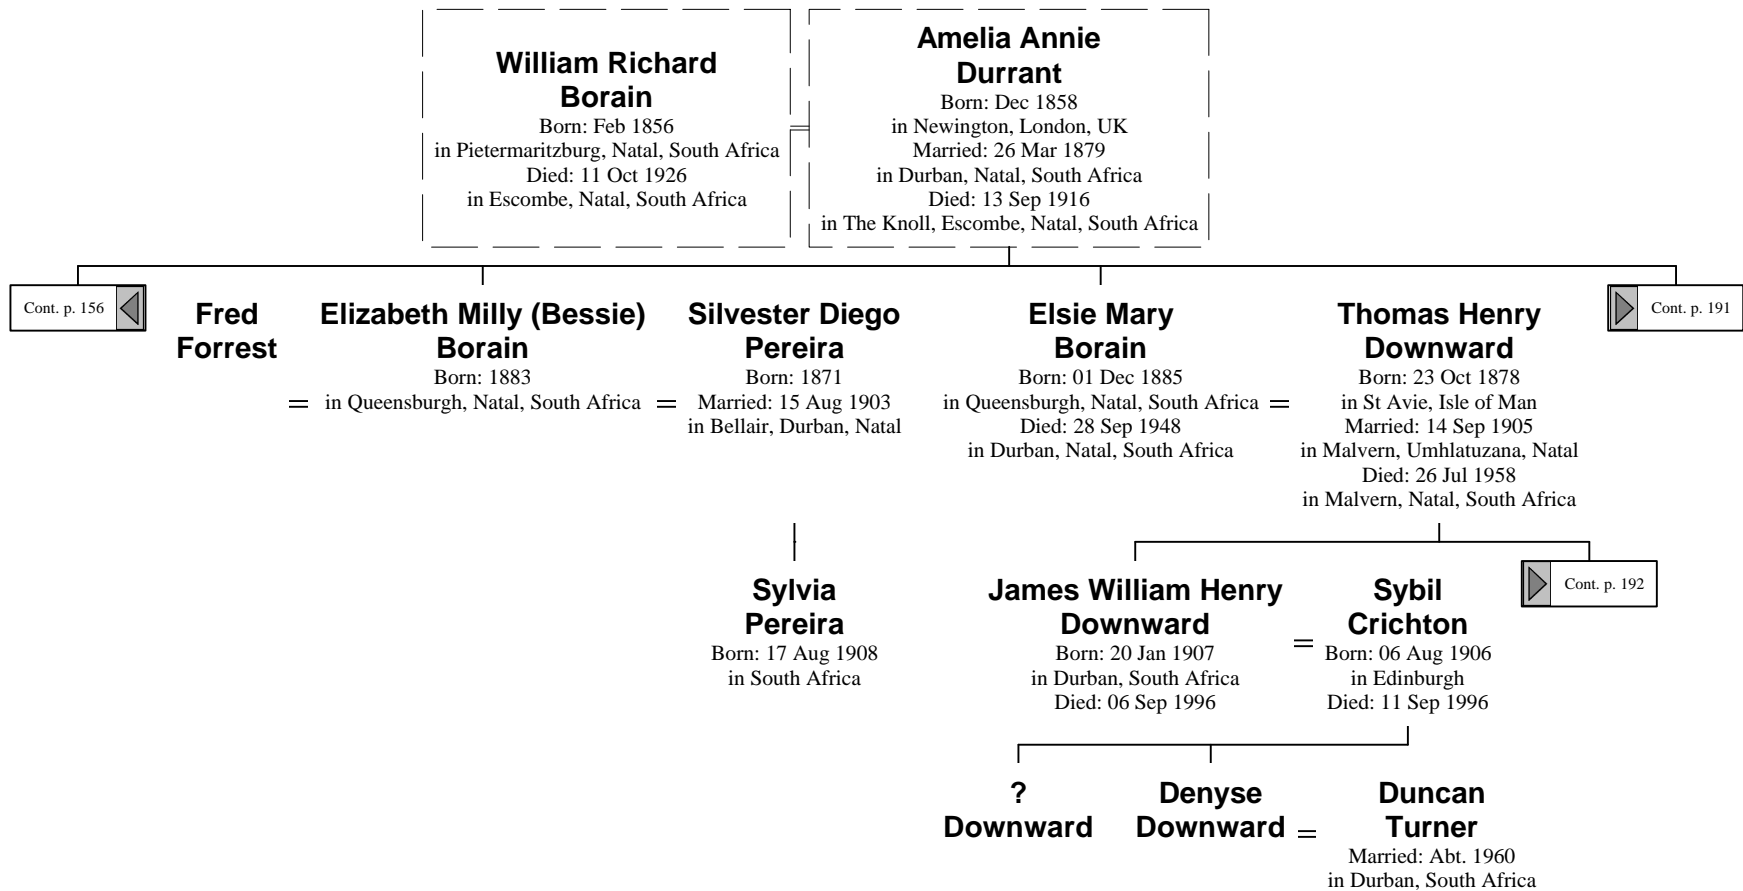 William Richard
Borain
Born: Feb 1856
in Pietermaritzburg, Natal, South Africa
Died: 11 Oct 1926
in Escombe, Natal, South Africa
=
Amelia Annie
Durrant
Born: Dec 1858
in Newington, London, UK
Married: 26 Mar 1879
in Durban, Natal, South Africa
Died: 13 Sep 1916
in The Knoll, Escombe, Natal, South Africa
Cont. p. 156
Fred
Forrest
=
Elizabeth Milly (Bessie)
Borain
Born: 1883
in Queensburgh, Natal, South Africa
=
Silvester Diego
Pereira
Born: 1871
Married: 15 Aug 1903
in Bellair, Durban, Natal
Elsie Mary
Borain
Born: 01 Dec 1885
in Queensburgh, Natal, South Africa
Died: 28 Sep 1948
in Durban, Natal, South Africa
=
Thomas Henry
Downward
Born: 23 Oct 1878
in St Avie, Isle of Man
Married: 14 Sep 1905
in Malvern, Umhlatuzana, Natal
Died: 26 Jul 1958
in Malvern, Natal, South Africa
Cont. p. 191
Sylvia
Pereira
Born: 17 Aug 1908
in South Africa
James William Henry
Downward
Born: 20 Jan 1907
in Durban, South Africa
Died: 06 Sep 1996
=
Sybil
Crichton
Born: 06 Aug 1906
in Edinburgh
Died: 11 Sep 1996
Cont. p. 192
?
Downward
Denyse
Downward
=
Duncan
Turner
Married: Abt. 1960
in Durban, South Africa